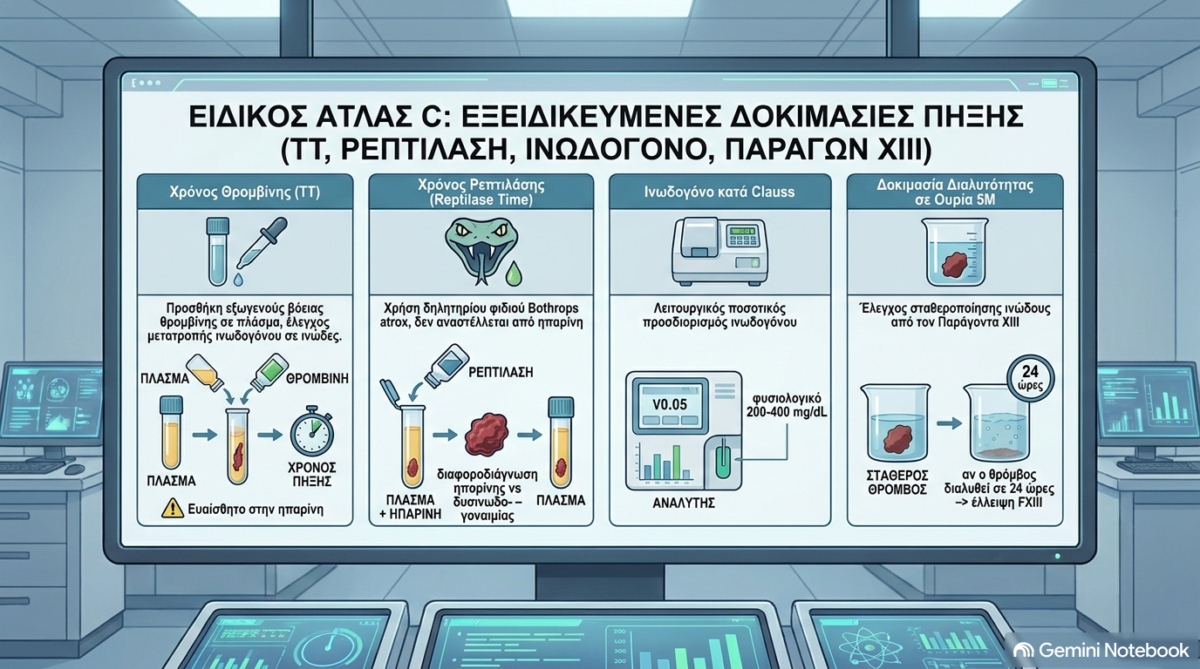 ΕΙΔΙΚΟΣ ΑΤΛΑΣ C: ΕΞΕΙΔΙΚΕΥΜΕΝΕΣ ΔΟΚΙΜΑΣΙΕΣ ΠΗΞΗΣ
(ΤΤ, ΡΕΠΤΙΛΑΣΗ, ΙΝΩΔΟΓΟΝΟ, ΠΑΡΑΓΩΝ XIII)
Χρόνος Θρομβίνης (ΤΤ)
Προσθήκη εξωγενούς βόειας
θρομβίνης σε πλάσμα, έλεγχος
μετατροπής ινωδογόνου σε ινώδες.
ΠΛΑΣΜΑ
ΘΡΟΜΒΙΝΗ
ΠΛΑΣΜΑ
ΧΡΟΝΟΣ
ΠΗΞΗΣ
Ευαίσθητο στην ηπαρίνη
Χρόνος Ρεπτιλάσης
(Reptilase Time)
Χρήση δηλητηρίου φιδιού Bothrops
atrox, δεν αναστέλλεται από ηπαρίνη
ΡΕΠΤΙΛΑΣΗ
ΠΛΑΣΜΑ
+ ΗΠΑΡΙΝΗ
διαφοροδιάγνωση
ηπορίνης vs
δυσινωδο- –
γοναιμίας
ΠΛΑΣΜΑ
Ινωδογόνο κατά Clauss
Λειτουργικός ποσοτικός
προσδιορισμός ινωδογόνου
V0.05
φυσιολογικό
200-400 mg/dL
ΑΝΑΛΥΤΗΣ
Δοκιμασία Διαλυτότητας
σε Ουρία 5M
Έλεγχος σταθεροποίησης ινώδους
από τον Παράγοντα XIII
24
ώρες
ΣΤΑΘΕΡΟΣ
ΘΡΟΜΒΟΣ
αν ο θρόμβος
διαλυθεί σε 24 ώρες
–> έλλειψη FXIII
Gemini Notebook